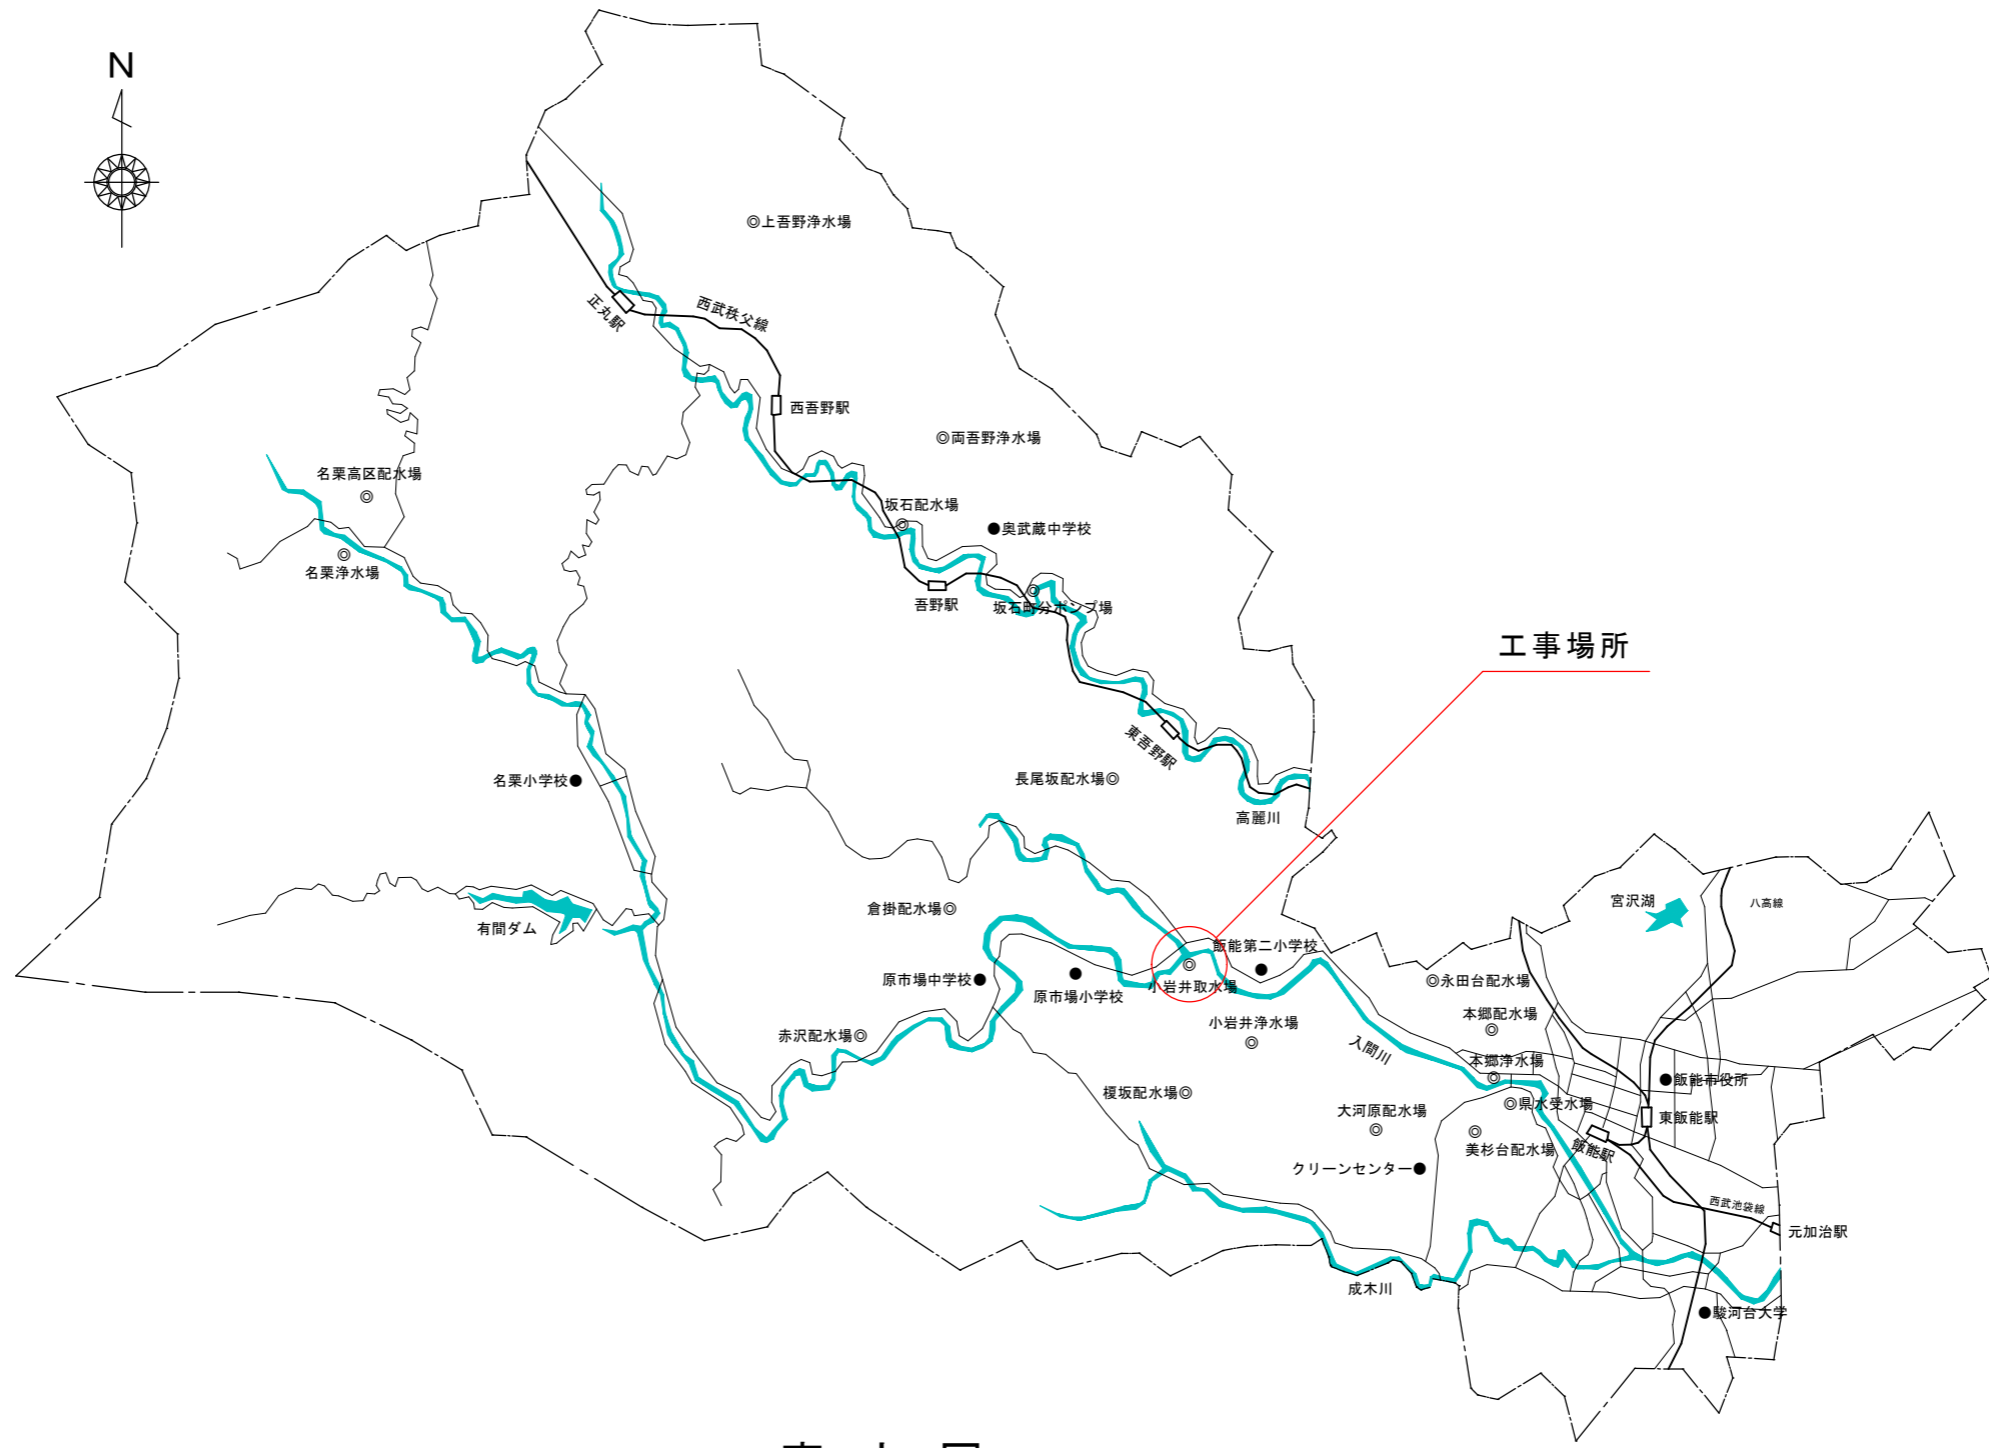 N
◎上吾野浄水場
正丸駅
西武秩父線
西吾野駅
◎両吾野浄水場
名栗高区配水場
坂石配水場
●奥武蔵中学校
名栗浄水場
吾野駅
坂石町分ポンプ場
工事場所
東吾野駅
名栗小学校●
長尾坂配水場◎
高麗川
宮沢湖
八高線
倉掛配水場◎
有間ダム
飯能第二小学校
原市場中学校●
原市場小学校
小岩井取水場
◎永田台配水場
本郷配水場
小岩井浄水場
赤沢配水場◎
入間川
本郷浄水場
●飯能市役所
榎坂配水場◎
大河原配水場
◎県水受水場
東飯能駅
美杉台配水場
飯能駅
クリーンセンター●
西武池袋線
元加治駅
成木川
●駿河台大学